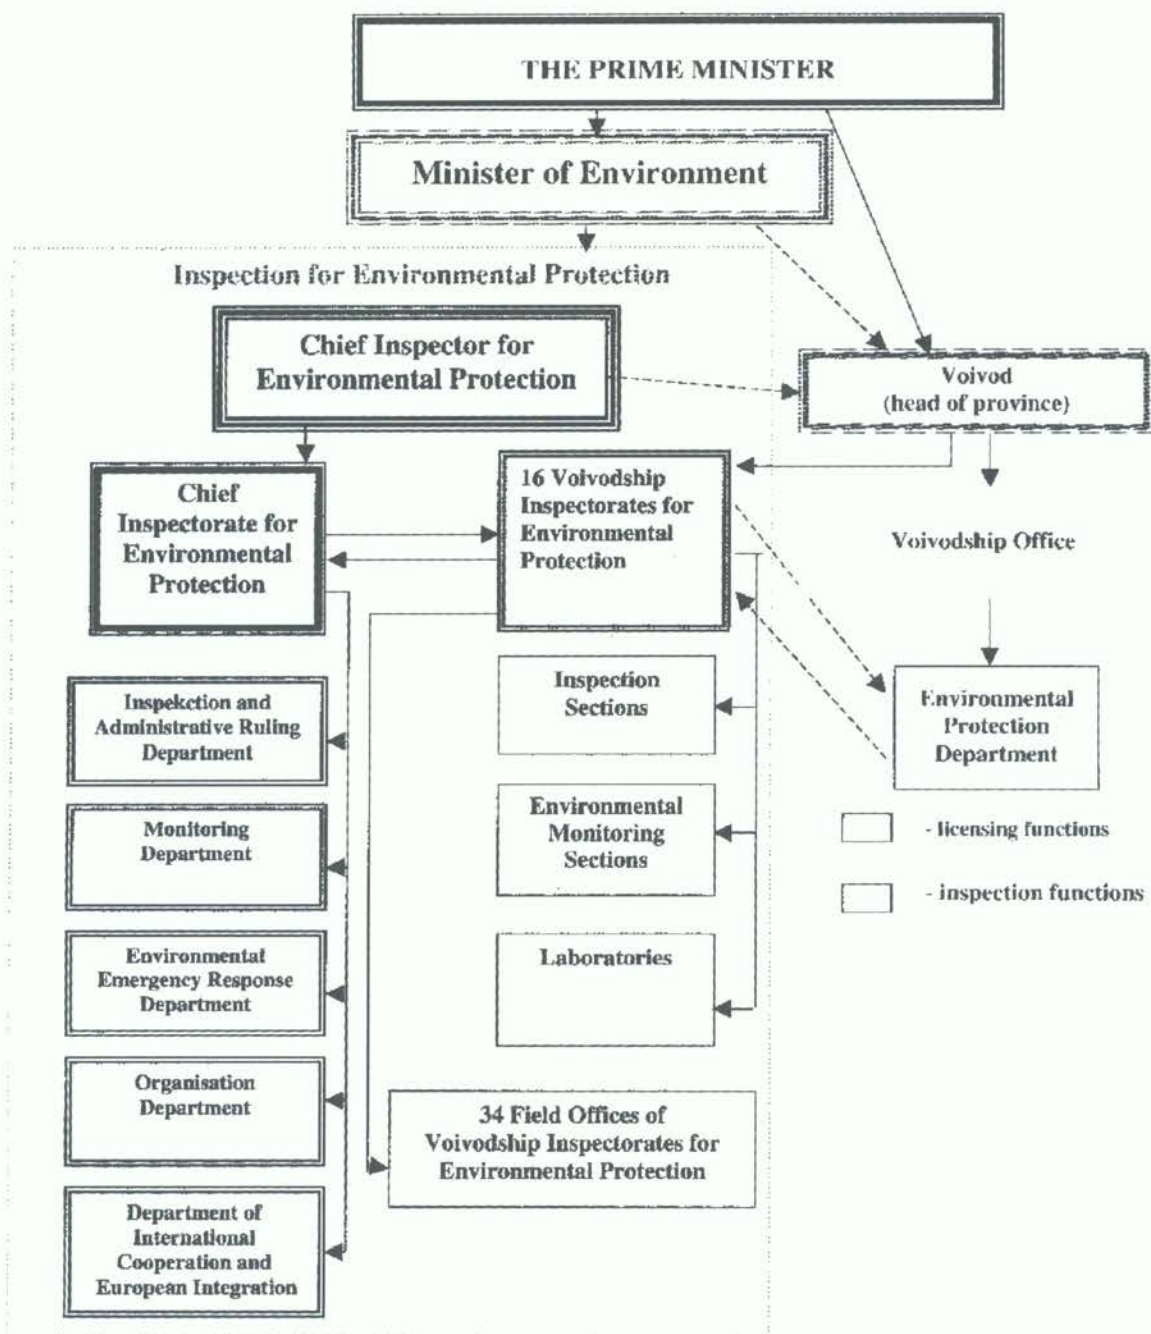 THE PRIME MINISTER
Minister of Environment
Inspection for Environmental Protection
Chief Inspector for
Environmental Protection
Voivod
(head of province)
Chief
Inspectorate for
Environmental
Protection
16 Voivodship
Inspectorates for
Environmental
Protection
Voivodship Office
Inspekction and
Administrative Ruling
Department
Inspection
Sections
Environmental
Protection
Department
Monitoring
Department
Environmental
Monitoring
Sections
- licensing functions
- inspection functions
Environmental
Emergency Response
Department
Laboratories
Organisation
Department
34 Field Offices of
Voivodship Inspectorates for
Environmental Protection
Department of
International
Cooperation and
European Integration